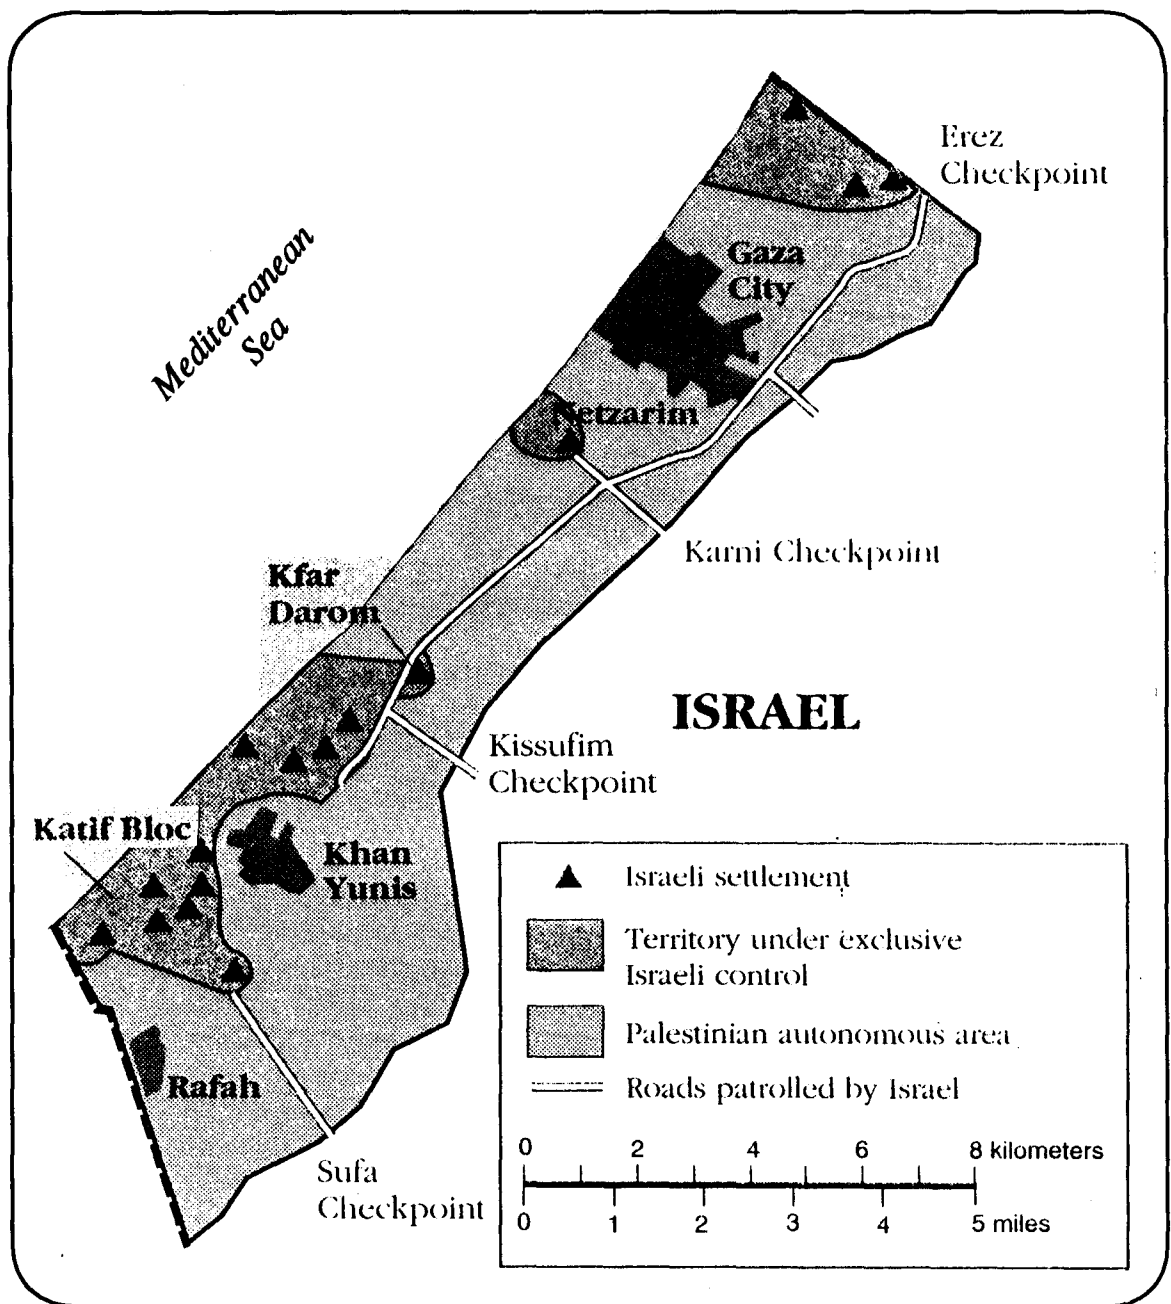 Erez
Checkpoint
Mediterranean
Sea
Gaza
City
Netzarim
Karni Checkpoint
Kfar
Darom
ISRAEL
Kissufim
Checkpoint
Katif Bloc
Khan
Yunis
Rafah
Sufa
Checkpoint
Israeli settlement
Territory under exclusive
Israeli control
Palestinian autonomous area
Roads patrolled by Israel
0 2 4 6 8 kilometers
0 1 2 3 4 5 miles